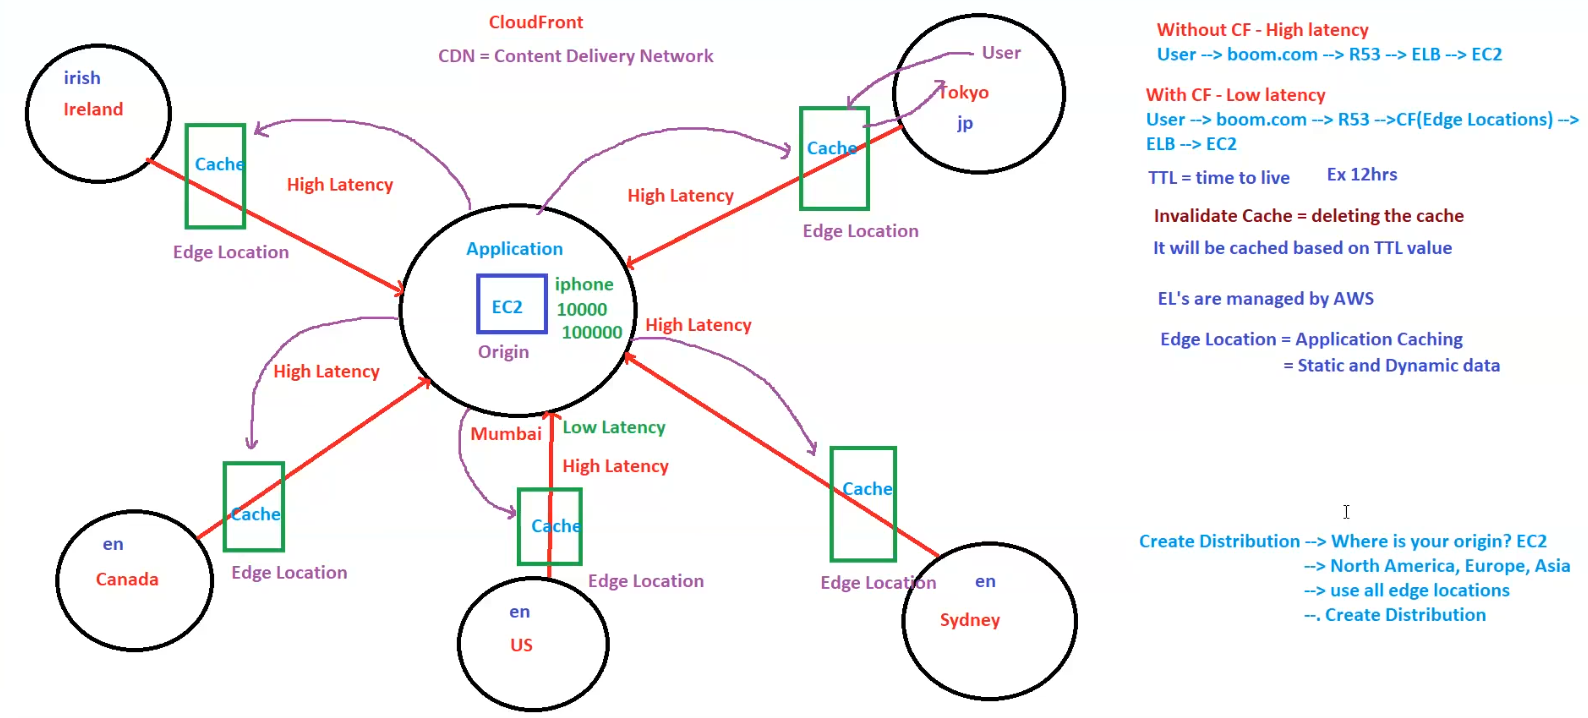 CloudFront
CDN = Content Delivery Network
irish
Ireland
Cache
Edge Location
High Latency
User
Tokyo
jp
Cache
Edge Location
High Latency
Application
EC2
iphone
10000
100000
Origin
Mumbai
High Latency
High Latency
Low Latency
High Latency
Cache
Edge Location
en
Canada
Cache
Edge Location
en
US
Cache
Edge Location
en
Sydney
Without CF - High latency
User --> boom.com --> R53 --> ELB --> EC2
With CF - Low latency
User --> boom.com --> R53 -->CF(Edge Locations) -->
ELB --> EC2
TTL = time to live
Ex 12hrs
Invalidate Cache = deleting the cache
It will be cached based on TTL value
EL's are managed by AWS
Edge Location = Application Caching
= Static and Dynamic data
Create Distribution --> Where is your origin? EC2
--> North America, Europe, Asia
--> use all edge locations
--. Create Distribution